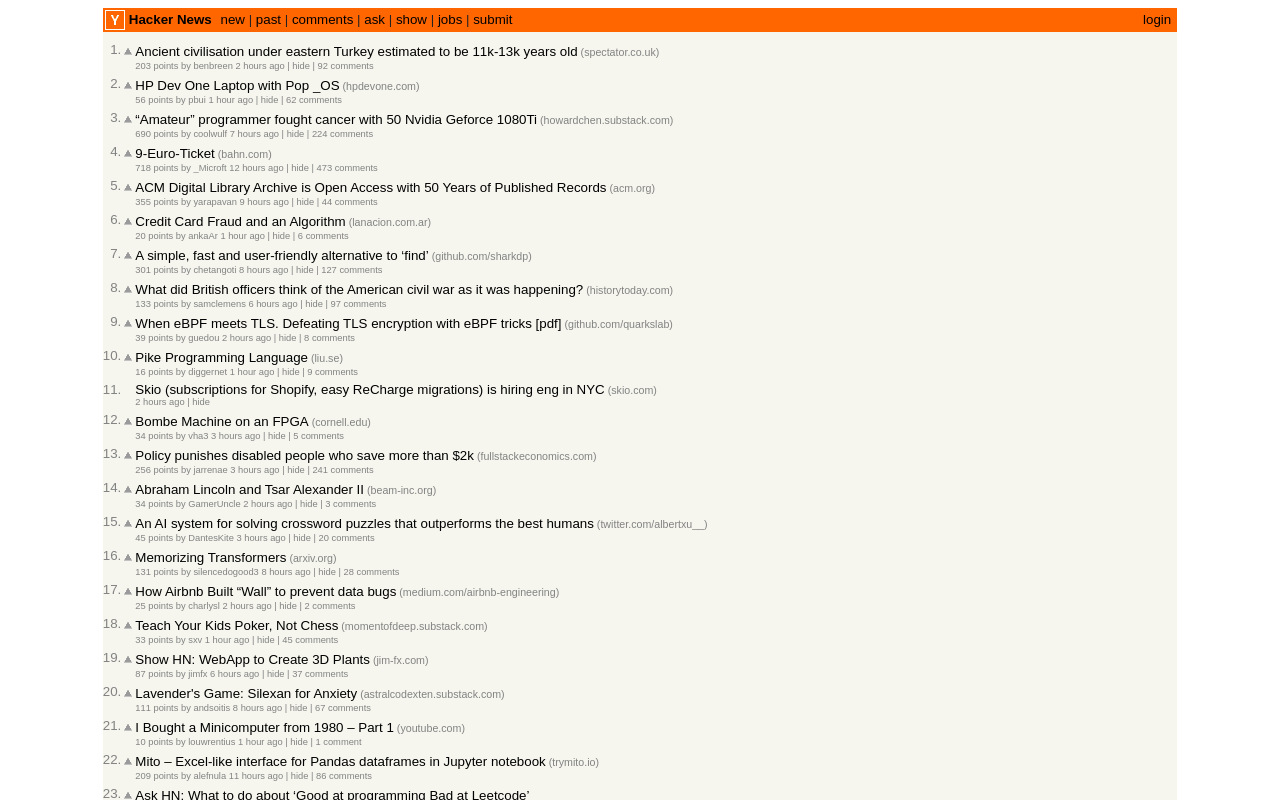 Y Hacker News new | past | comments | ask | show | jobs | submit login
1. Ancient civilisation under eastern Turkey estimated to be 11k-13k years old (spectator.co.uk)
203 points by benbreen 2 hours ago | hide | 92 comments
2. HP Dev One Laptop with Pop _OS (hpdevone.com)
56 points by pbui 1 hour ago | hide | 62 comments
3. “Amateur” programmer fought cancer with 50 Nvidia Geforce 1080Ti (howardchen.substack.com)
690 points by coolwulf 7 hours ago | hide | 224 comments
4. 9-Euro-Ticket (bahn.com)
718 points by _Microft 12 hours ago | hide | 473 comments
5. ACM Digital Library Archive is Open Access with 50 Years of Published Records (acm.org)
355 points by yarapavan 9 hours ago | hide | 44 comments
6. Credit Card Fraud and an Algorithm (lanacion.com.ar)
20 points by ankaAr 1 hour ago | hide | 6 comments
7. A simple, fast and user-friendly alternative to ‘find’ (github.com/sharkdp)
301 points by chetangoti 8 hours ago | hide | 127 comments
8. What did British officers think of the American civil war as it was happening? (historytoday.com)
133 points by samclemens 6 hours ago | hide | 97 comments
9. When eBPF meets TLS. Defeating TLS encryption with eBPF tricks [pdf] (github.com/quarkslab)
39 points by guedou 2 hours ago | hide | 8 comments
10. Pike Programming Language (liu.se)
16 points by diggernet 1 hour ago | hide | 9 comments
11. Skio (subscriptions for Shopify, easy ReCharge migrations) is hiring eng in NYC (skio.com)
2 hours ago | hide
12. Bombe Machine on an FPGA (cornell.edu)
34 points by vha3 3 hours ago | hide | 5 comments
13. Policy punishes disabled people who save more than $2k (fullstackeconomics.com)
256 points by jarrenae 3 hours ago | hide | 241 comments
14. Abraham Lincoln and Tsar Alexander II (beam-inc.org)
34 points by GamerUncle 2 hours ago | hide | 3 comments
15. An AI system for solving crossword puzzles that outperforms the best humans (twitter.com/albertxu__)
45 points by DantesKite 3 hours ago | hide | 20 comments
16. Memorizing Transformers (arxiv.org)
131 points by silencedogood3 8 hours ago | hide | 28 comments
17. How Airbnb Built “Wall” to prevent data bugs (medium.com/airbnb-engineering)
25 points by charlysl 2 hours ago | hide | 2 comments
18. Teach Your Kids Poker, Not Chess (momentofdeep.substack.com)
33 points by sxv 1 hour ago | hide | 45 comments
19. Show HN: WebApp to Create 3D Plants (jim-fx.com)
87 points by jimfx 6 hours ago | hide | 37 comments
20. Lavender's Game: Silexan for Anxiety (astralcodexten.substack.com)
111 points by andsoitis 8 hours ago | hide | 67 comments
21. I Bought a Minicomputer from 1980 – Part 1 (youtube.com)
10 points by louwrentius 1 hour ago | hide | 1 comment
22. Mito – Excel-like interface for Pandas dataframes in Jupyter notebook (trymito.io)
209 points by alefnula 11 hours ago | hide | 86 comments
23. Ask HN: What to do about ‘Good at programming Bad at Leetcode’